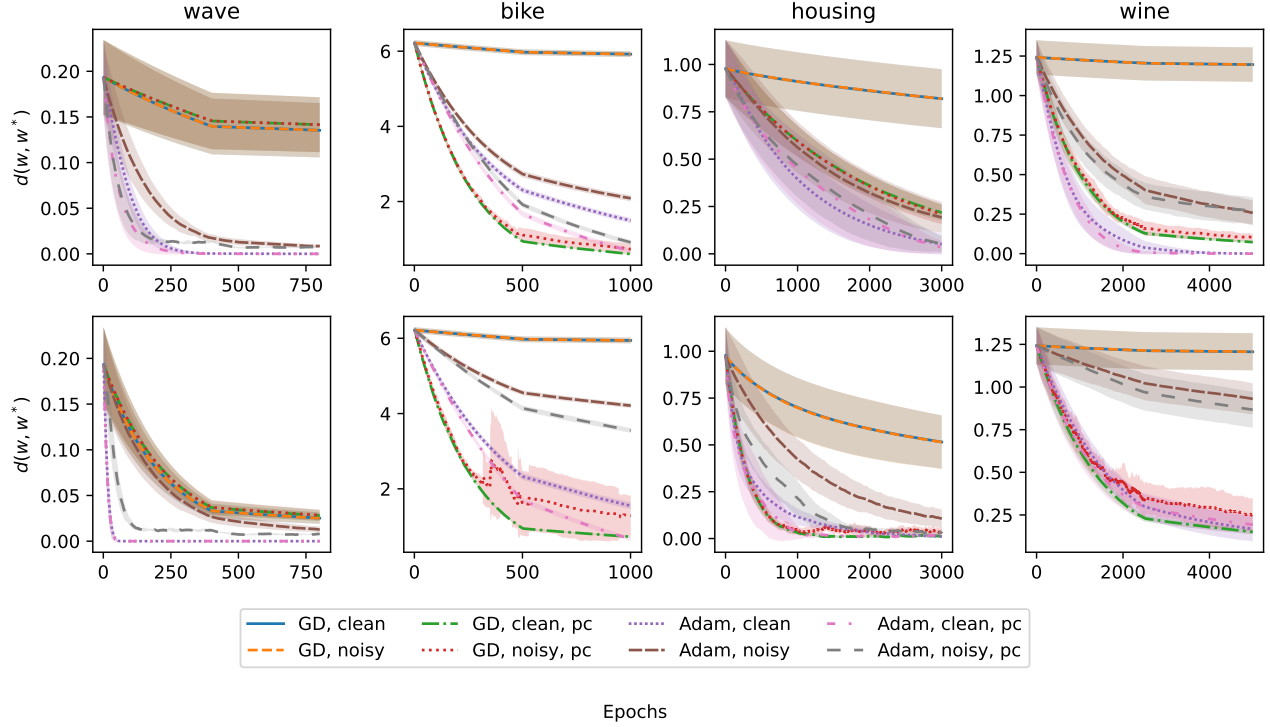 wave bike housing wine
0.20 6 1.00 1.25
0.15 0.75 1.00
0.10 4 0.50 0.75
0.05 2 0.25 0.50
0.00 0.00 0.25
0.00
d(w, w*)
0 250 500 750 0 500 1000 0 1000 2000 3000 0 2000 4000
0.20 6 1.00 1.25
0.15 0.75 1.00
0.10 4 0.50 0.75
0.05 2 0.25 0.50
0.00 0.00 0.25
d(w, w*)
0 250 500 750 0 500 1000 0 1000 2000 3000 0 2000 4000
GD, clean GD, clean, pc Adam, clean Adam, clean, pc
GD, noisy GD, noisy, pc Adam, noisy Adam, noisy, pc
Epochs